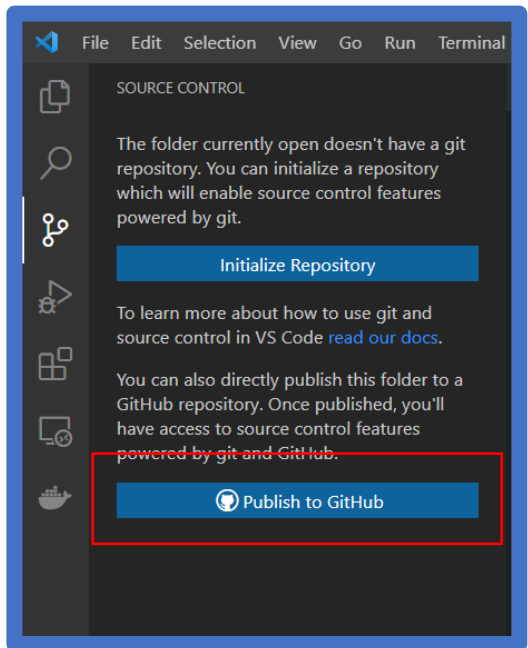 File Edit Selection View Go Run Terminal
SOURCE CONTROL
The folder currently open doesn't have a git
repository. You can initialize a repository
which will enable source control features
powered by git.
Initialize Repository
To learn more about how to use git and
source control in VS Code read our docs.
You can also directly publish this folder to a
GitHub repository. Once published, you'll
have access to source control features
powered by git and GitHub.
Publish to GitHub